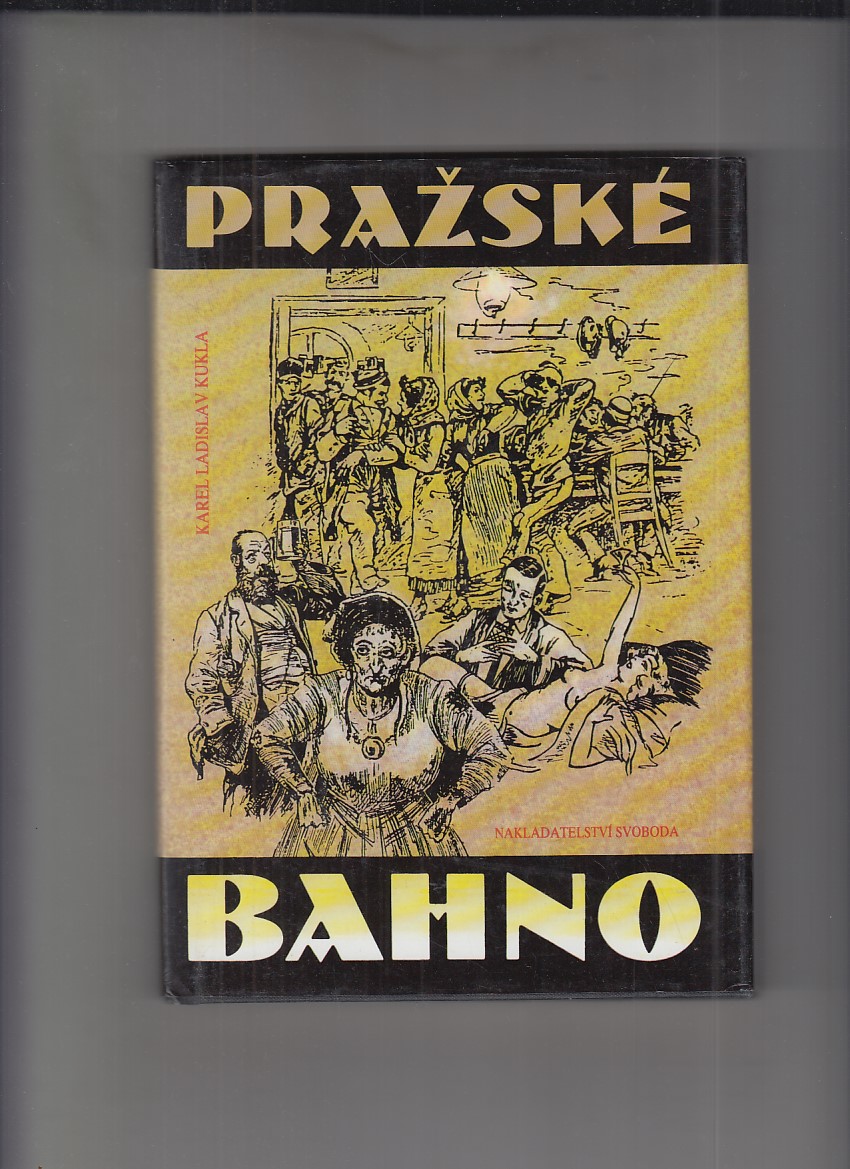 PRAŽSKÉ
KAREL LADISLAV KUKLA
NAKLADATELSTVÍ SVOBODA
BAHNO